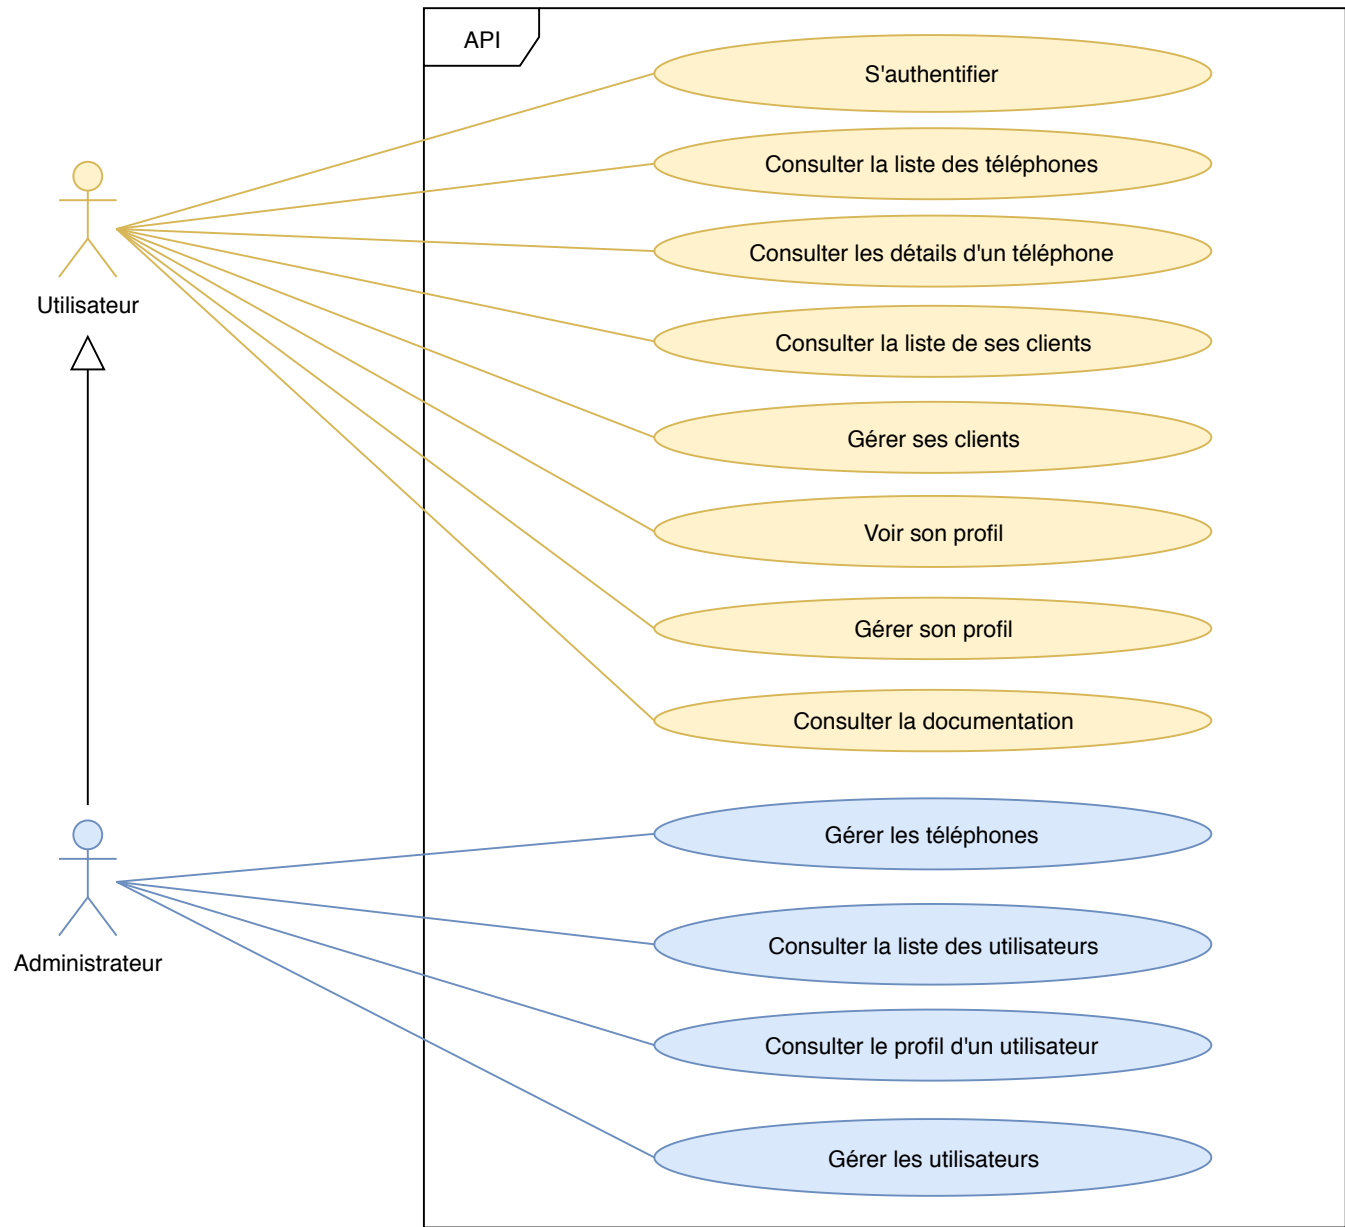 API
S'authentifier
Consulter la liste des téléphones
Consulter les détails d'un téléphone
Utilisateur
Consulter la liste de ses clients
Gérer ses clients
Voir son profil
Gérer son profil
Consulter la documentation
Gérer les téléphones
Administrateur
Consulter la liste des utilisateurs
Consulter le profil d'un utilisateur
Gérer les utilisateurs